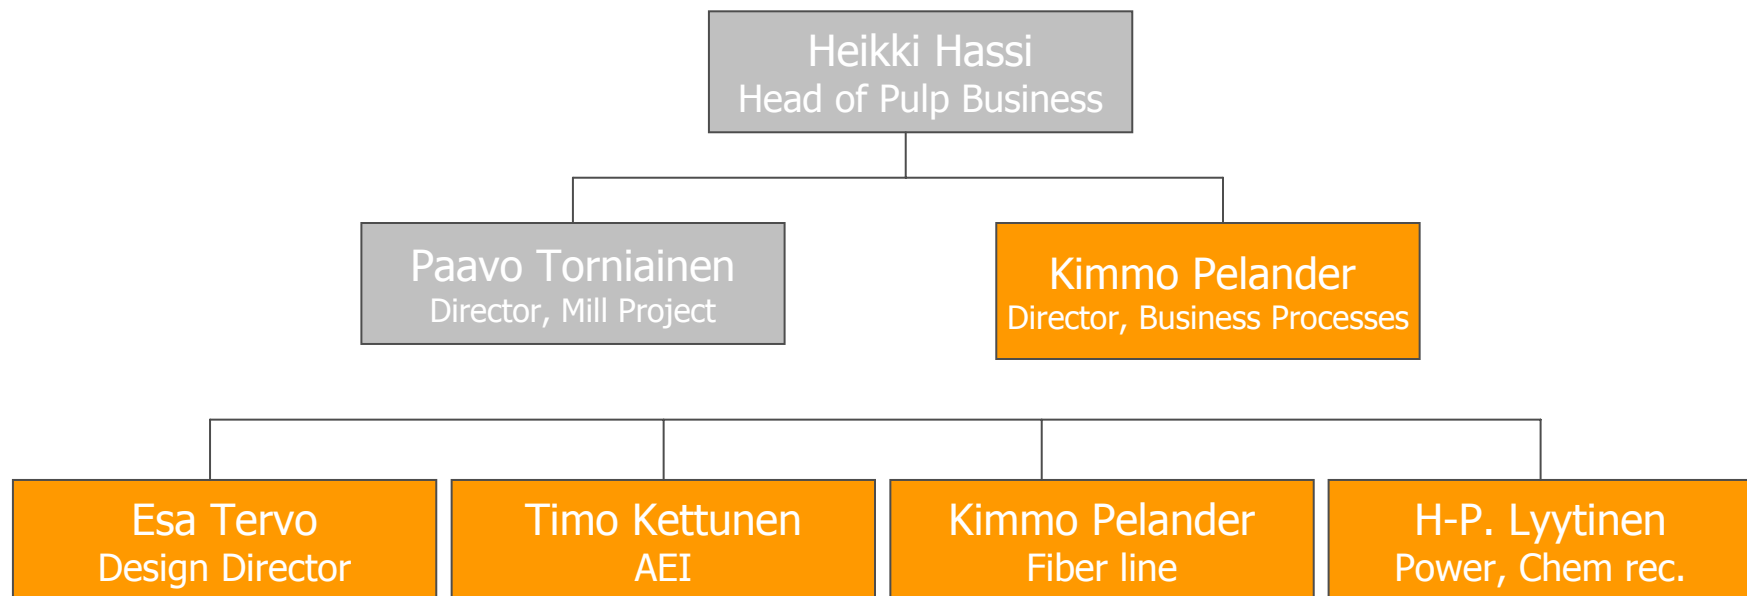 Heikki Hassi
Head of Pulp Business
Paavo Torniainen
Director, Mill Project
Kimmo Pelander
Director, Business Processes
Esa Tervo
Design Director
Timo Kettunen
AEI
Kimmo Pelander
Fiber line
H-P. Lyytinen
Power, Chem rec.